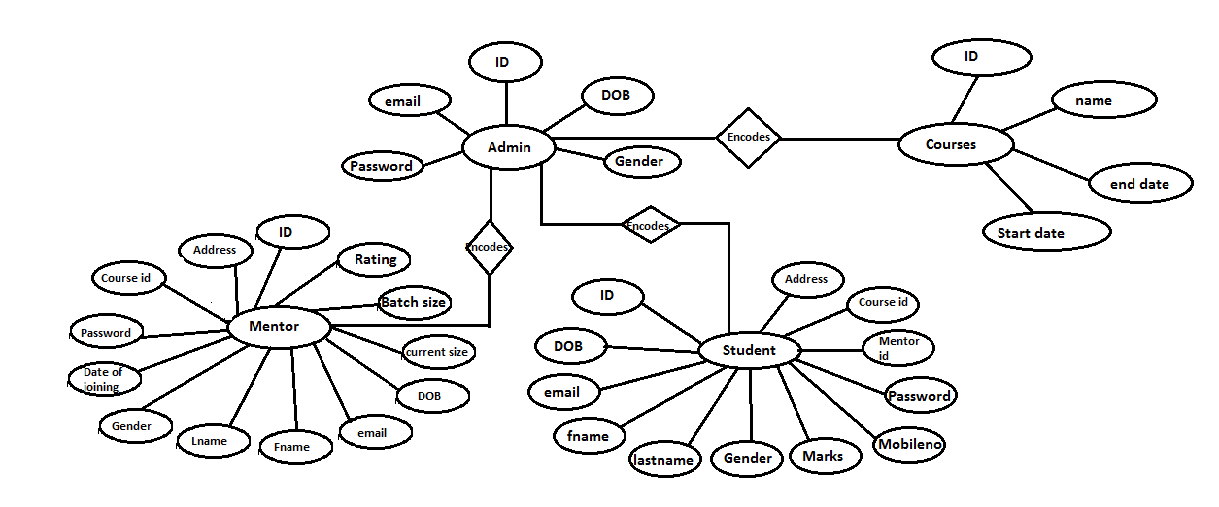 ID
ID
email
DOB
name
Admin
Encodes
Courses
Password
Gender
end date
Start date
ID
Address
Encodes
Encodes
Rating
Course id
Address
ID
Course id
Batch size
Mentor
Password
DOB
Student
Mentor
id
current size
Date of
joining
email
DOB
Password
Gender
Lname
Fname
email
fname
lastname
Gender
Marks
Mobileno